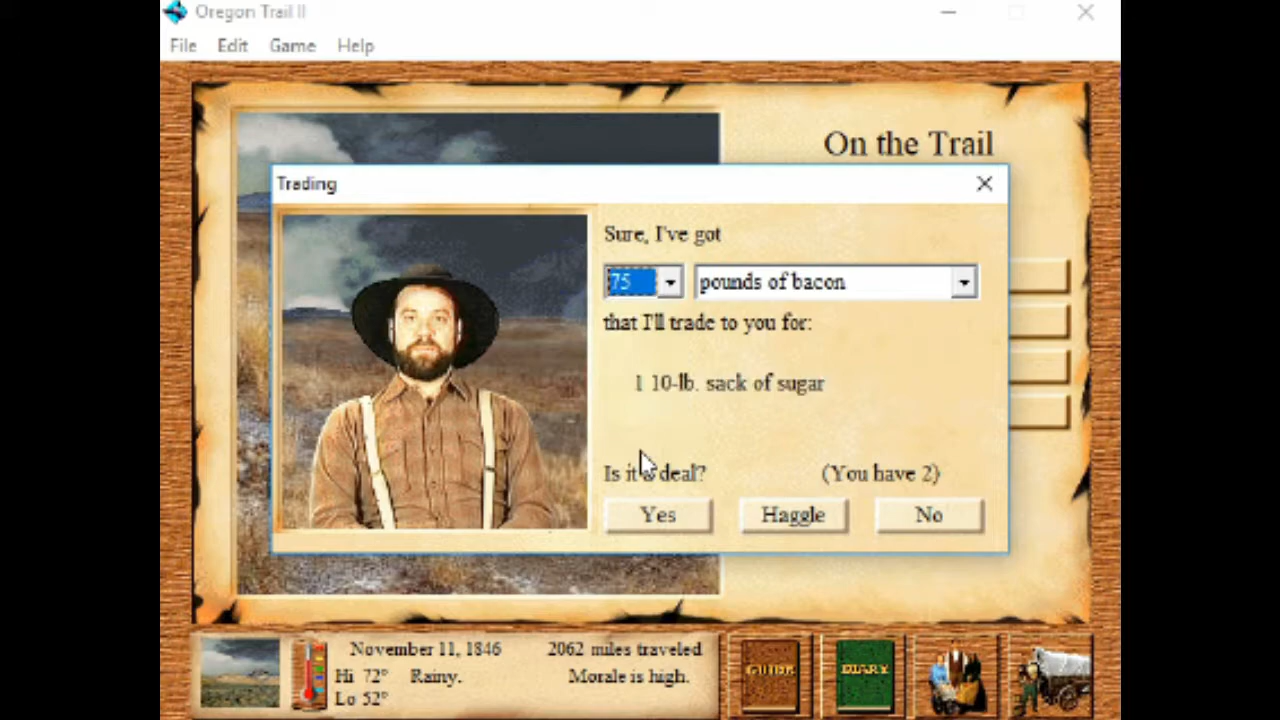 Oregon Trail II
File Edit Game Help
On the Trail
Trading
Sure, I've got
75 pounds of bacon
that I'll trade to you for:
1 10-lb. sack of sugar
Is it a deal? (You have 2)
Yes Haggle No
November 11, 1846 2062 miles traveled
Hi 72° Rainy. Morale is high.
Lo 52°
GUIDE DIARY